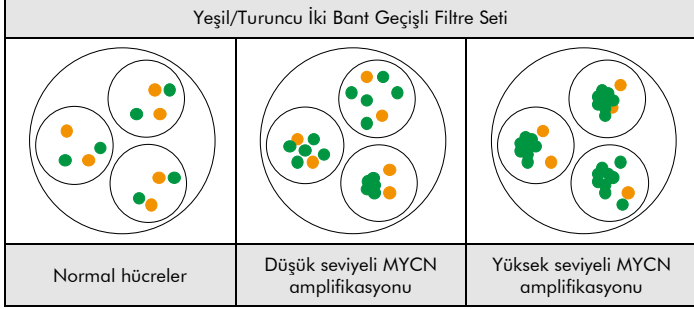 Yeşil/Turuncu İki Bant Geçişli Filtre Seti
Normal hücreler
Düşük seviyeli MYCN
amplifikasyonu
Yüksek seviyeli MYCN
amplifikasyonu